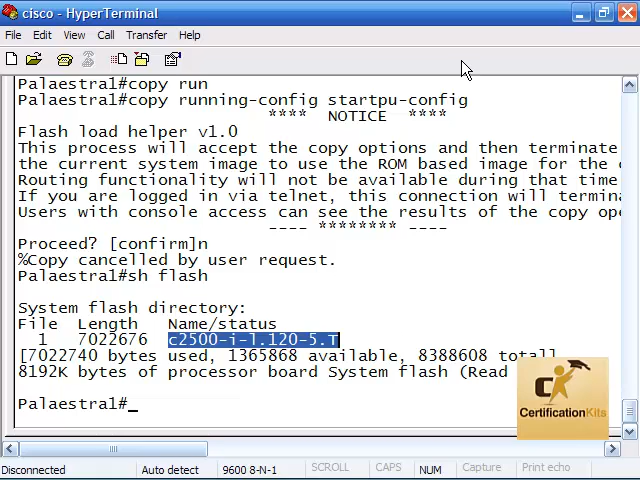 cisco - HyperTerminal
File Edit View Call Transfer Help
Palaestra1#copy run
Palaestra1#copy running-config startpu-config
**** NOTICE ****
Flash load helper v1.0
This process will accept the copy options and then terminate
the current system image to use the ROM based image for the c
Routing functionality will not be available during that time.
If you are logged in via telnet, this connection will termina
Users with console access can see the results of the copy ope
---- ******** ----
Proceed? [confirm]n
%Copy cancelled by user request.
Palaestra1#sh flash
System flash directory:
File Length Name/status
1 7022676 c2500-i-l.120-5.T
[7022740 bytes used, 1365868 available, 8388608 total]
8192K bytes of processor board System flash (Read
Palaestra1#_
CertificationKits
Disconnected Auto detect 9600 8-N-1 SCROLL CAPS NUM Capture Print echo